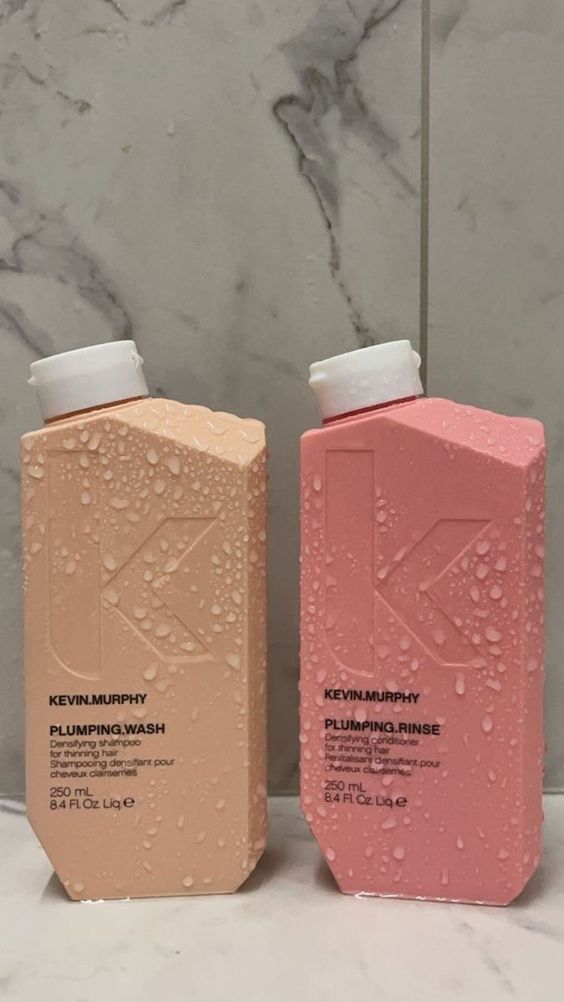 KEVIN.MURPHY
PLUMPING.WASH
Densifying shampoo
for thinning hair
Shampooing densifiant pour
cheveux clairsemés
250 mL
8.4 Fl. Oz. Liq e
KEVIN.MURPHY
PLUMPING.RINSE
Densifying conditioner
for thinning hair
Revitalisant densifiant pour
cheveux clairsemés
250 mL
8.4 Fl. Oz. Liq e